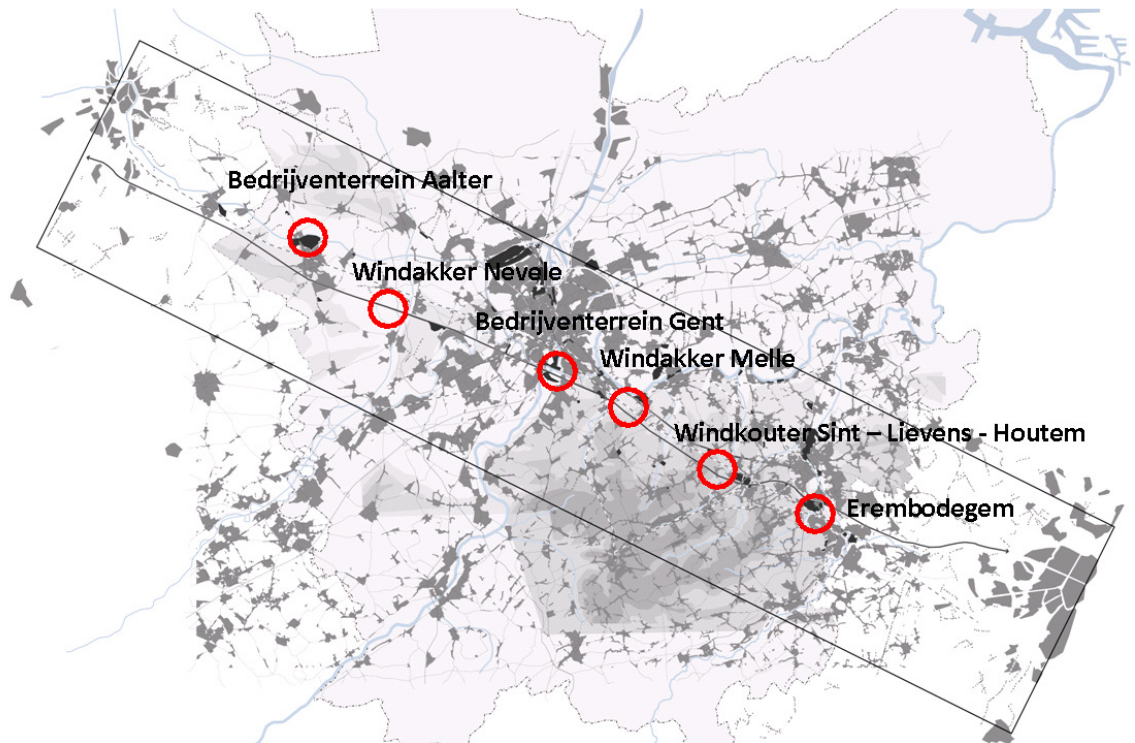 Bedrijventerrein Aalter
Windakker Nevele
Bedrijventerrein Gent
Windakker Melle
Windkouter Sint – Lievens - Houtem
Erembodegem